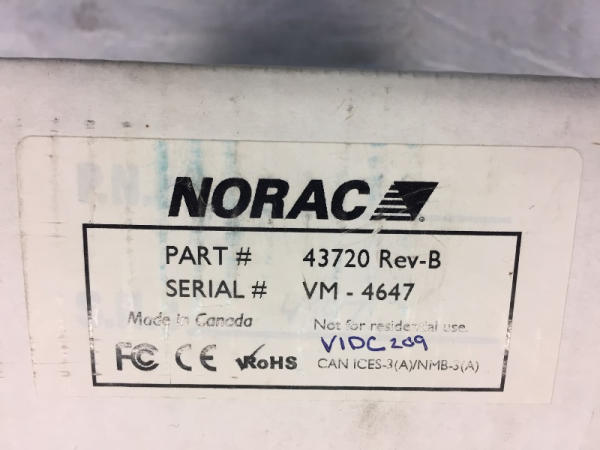 NORAC
PART # 43720 Rev-B
SERIAL # VM - 4647
Made in Canada Not for residential use
V1DC209
FC CE RoHS CAN ICES-3(A)/NMB-3(A)